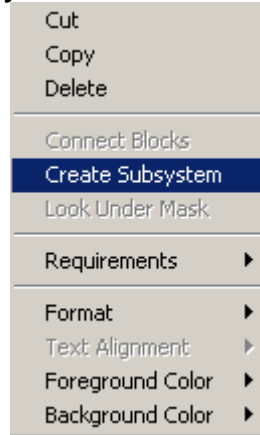 Cut
Copy
Delete
Connect Blocks
Create Subsystem
Look Under Mask
Requirements
Format
Text Alignment
Foreground Color
Background Color